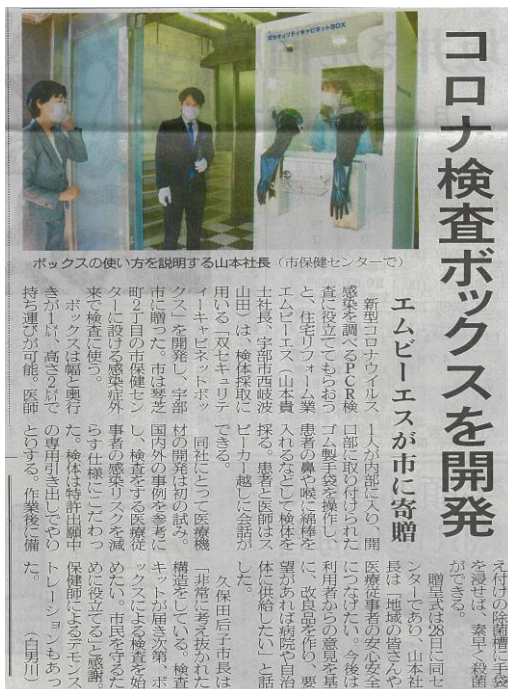 コロナ検査ボックスを開発
エムビーエスが市に寄贈
双セキュリティキャビネットBOX
ボックスの使い方を説明する山本社長(市保健センターで)
新型コロナウイルス
感染を調べるPCR検
査に役立ててもらおう
と、住宅リフォーム業
エムビーエス(山本貴
士社長、宇部市西岐波
山田)は、検体採取に
用いる「双セキュリテ
ィーキャビネットボッ
クス」を開発し、宇部
市に贈った。市は琴芝
町2丁目の市保健セン
ターに設ける感染症外
来で検査に使う。
ボックスは幅と奥行
きが1㍍、高さ2㍍で
持ち運びが可能。医師
1人が内部に入り、開
口部に取り付けられた
ゴム製手袋を操作し、
患者の鼻や喉に綿棒を
入れるなどして検体を
採る。患者と医師はス
ピーカー越しに会話が
できる。
同社にとって医療機
材の開発は初の試み。
国内外の事例を参考に
し、検査をする医療従
事者の感染リスクを減
らす仕様にこだわっ
た。検体は特許出願中
の専用引き出しでやり
とりする。作業後に備
え付けの除菌槽に手袋
を浸せば、素早く殺菌
ができる。
贈呈式は28日に同セ
ンターであり、山本社
長は「地域の皆さんや
医療従事者の安心安全
につなげたい。今後は
利用者からの意見を基
に、改良品を作り、要
望があれば病院や自治
体に供給したい」と話
した。
久保田后子市長は
「非常に考え抜かれた
構造をしている。検査
キットが届き次第、ボ
ックスによる検査を始
めたい。市民を守るた
めに役立てる」と感謝。
保健師によるデモンス
トレーションもあっ
た。(白男川)